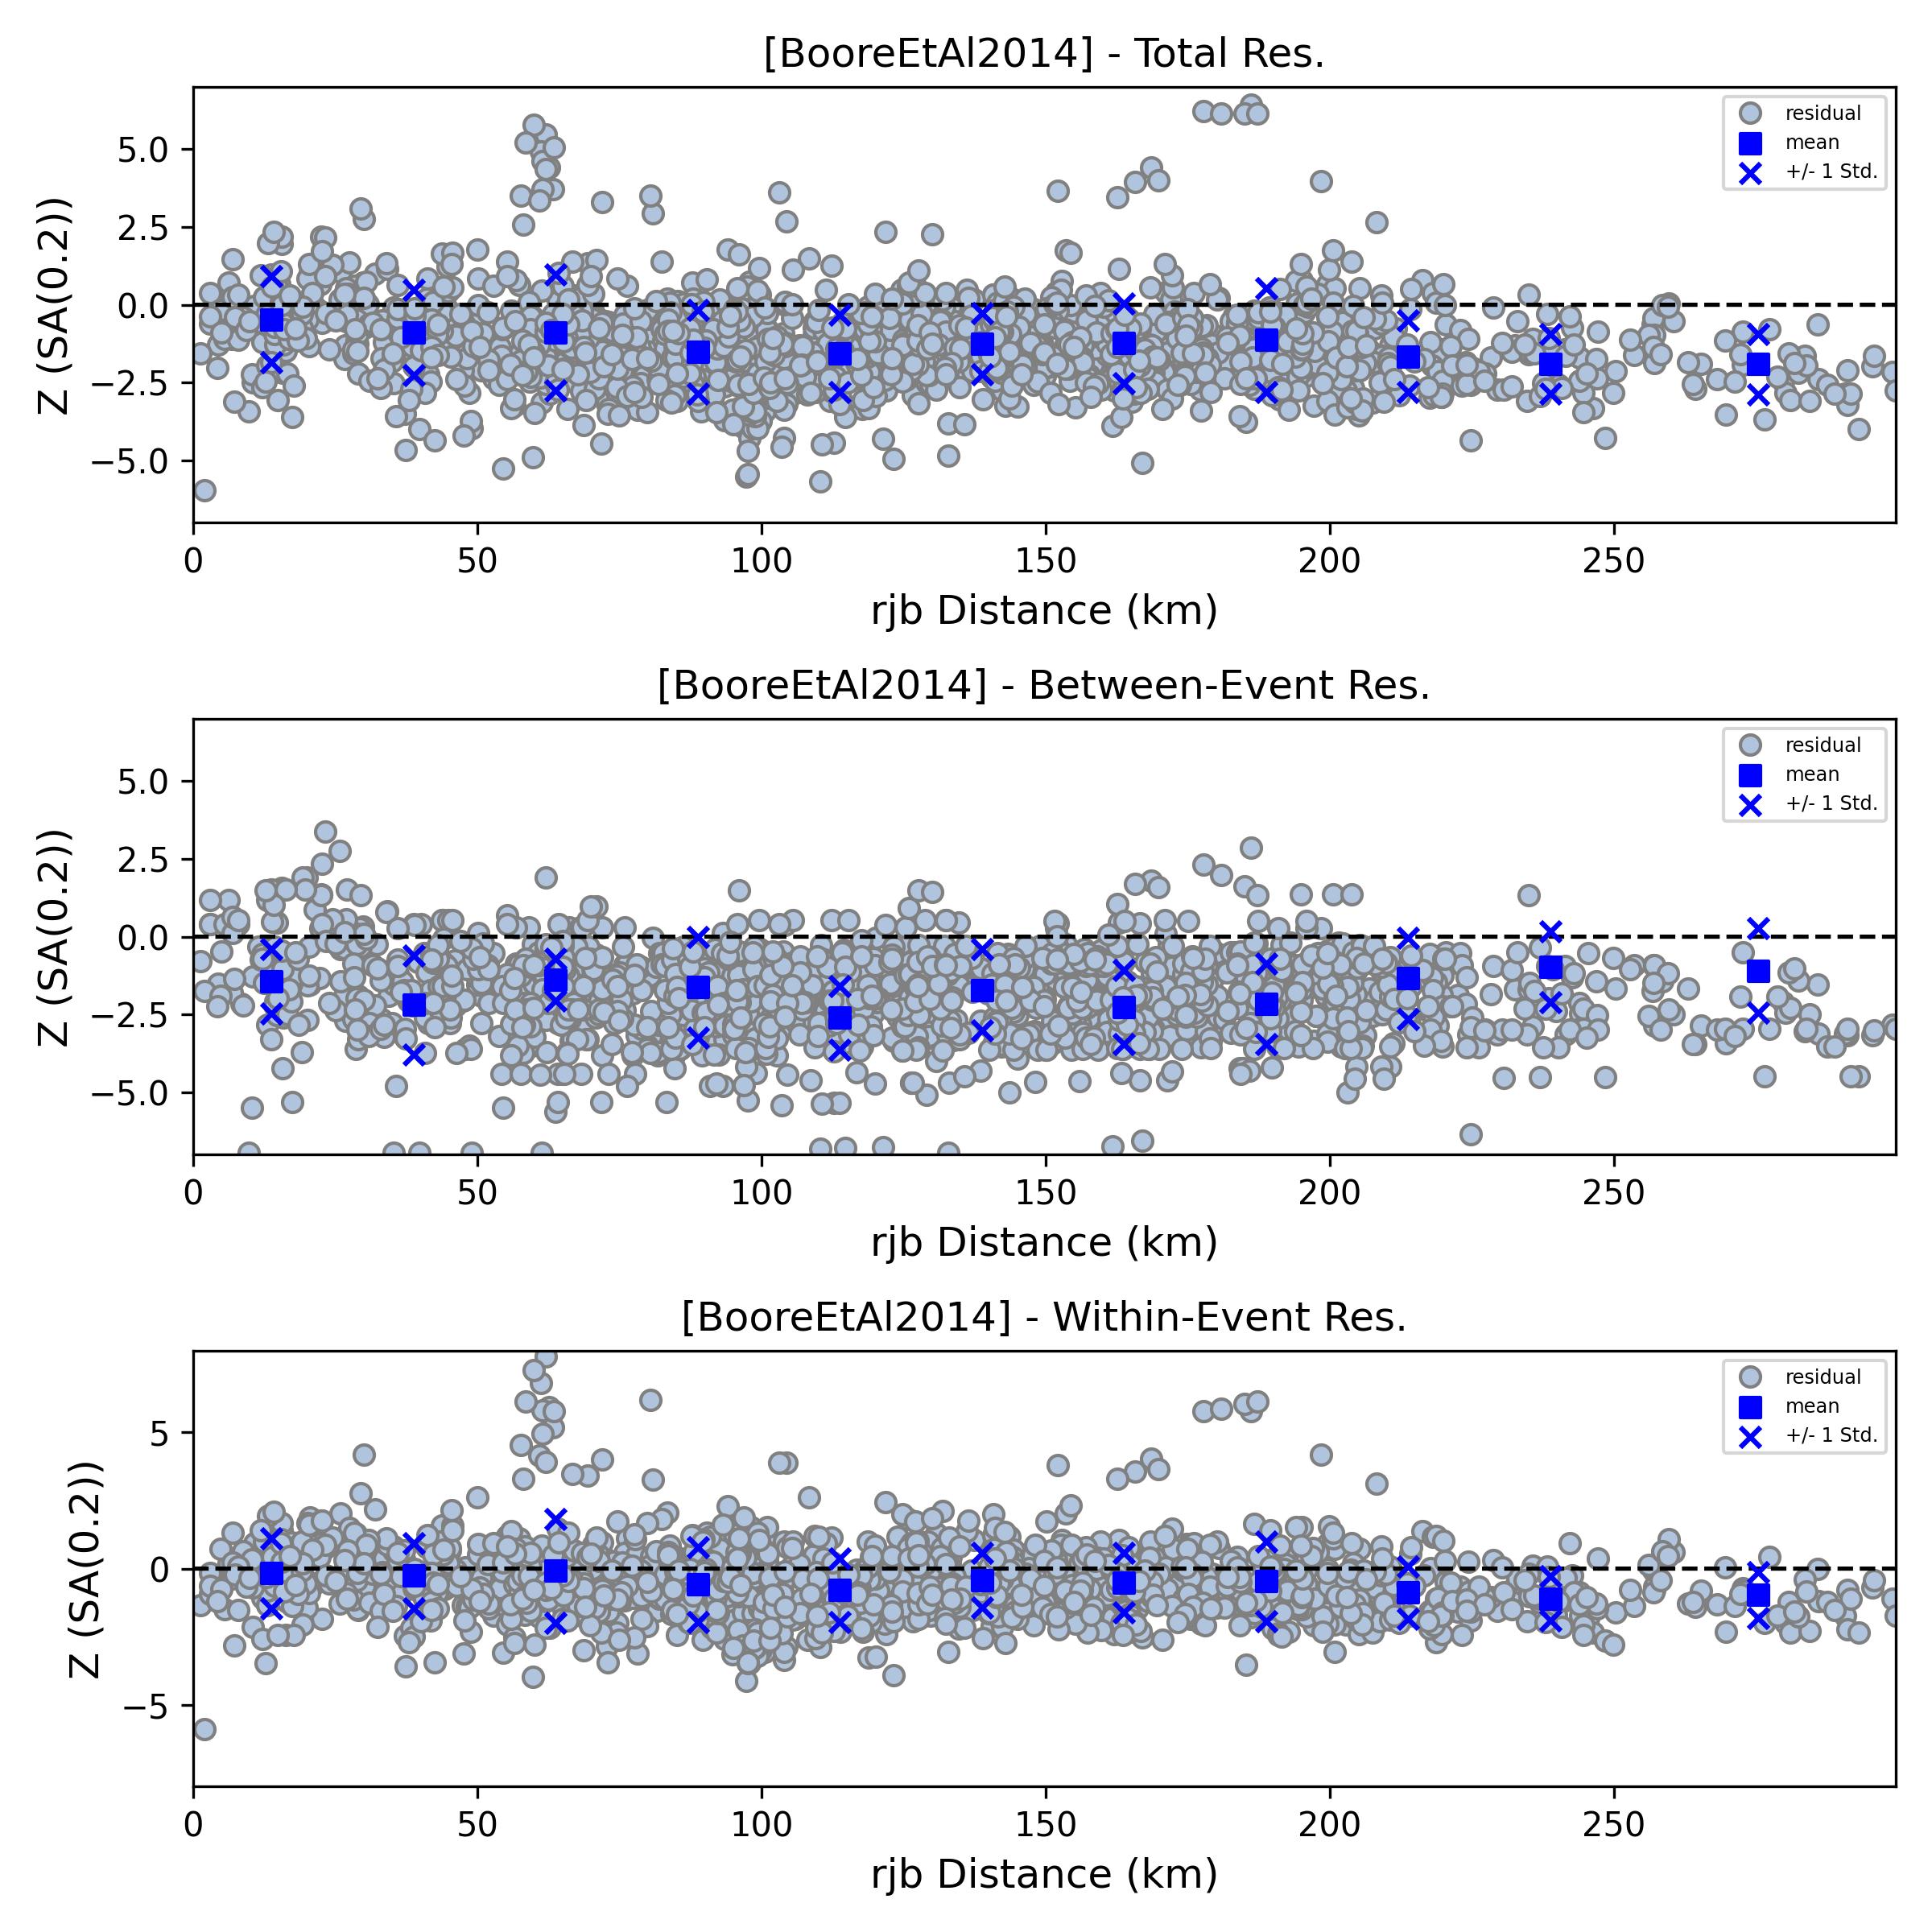 [BooreEtAl2014] - Total Res.
residual
mean
+/- 1 Std.
Z (SA(0.2))
5.0
2.5
0.0
−2.5
−5.0
0 50 100 150 200 250
rjb Distance (km)
[BooreEtAl2014] - Between-Event Res.
residual
mean
+/- 1 Std.
Z (SA(0.2))
5.0
2.5
0.0
−2.5
−5.0
0 50 100 150 200 250
rjb Distance (km)
[BooreEtAl2014] - Within-Event Res.
residual
mean
+/- 1 Std.
Z (SA(0.2))
5
0
−5
0 50 100 150 200 250
rjb Distance (km)